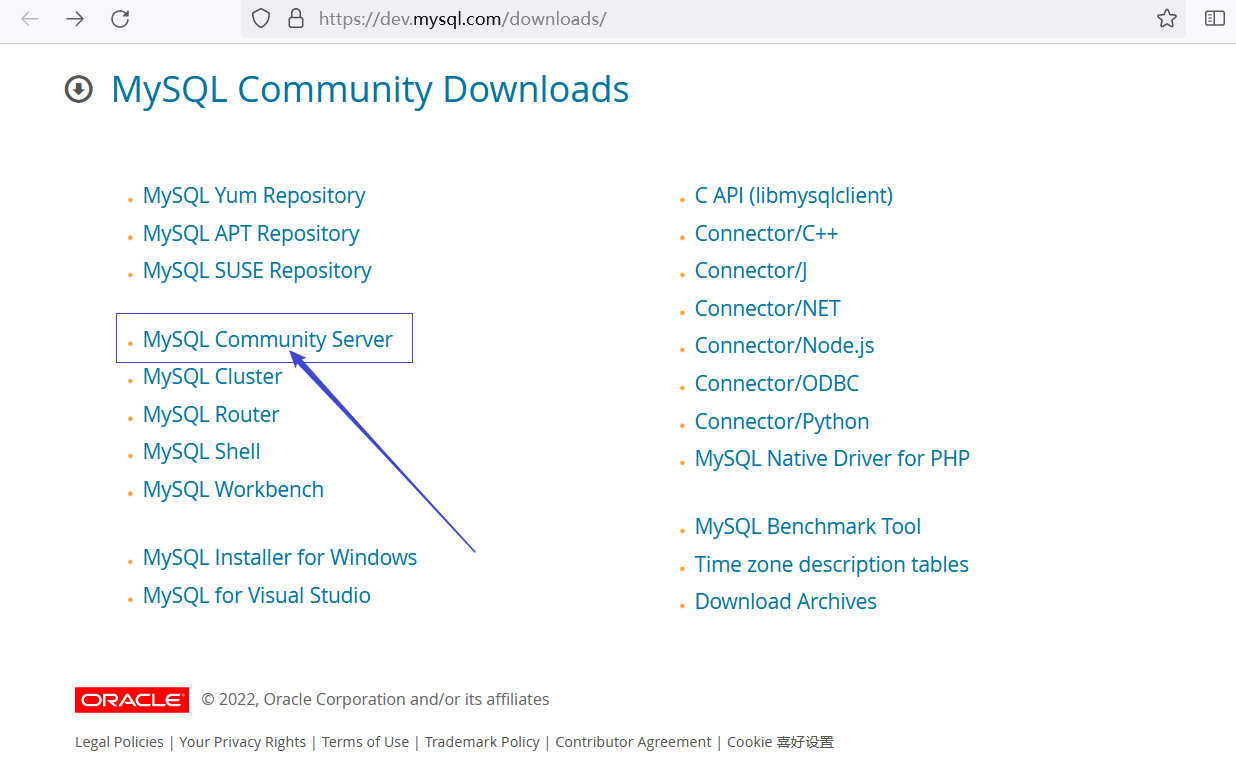 https://dev.mysql.com/downloads/
MySQL Community Downloads
MySQL Yum Repository
MySQL APT Repository
MySQL SUSE Repository
MySQL Community Server
MySQL Cluster
MySQL Router
MySQL Shell
MySQL Workbench
MySQL Installer for Windows
MySQL for Visual Studio
C API (libmysqlclient)
Connector/C++
Connector/J
Connector/NET
Connector/Node.js
Connector/ODBC
Connector/Python
MySQL Native Driver for PHP
MySQL Benchmark Tool
Time zone description tables
Download Archives
ORACLE © 2022, Oracle Corporation and/or its affiliates
Legal Policies | Your Privacy Rights | Terms of Use | Trademark Policy | Contributor Agreement | Cookie 喜好设置